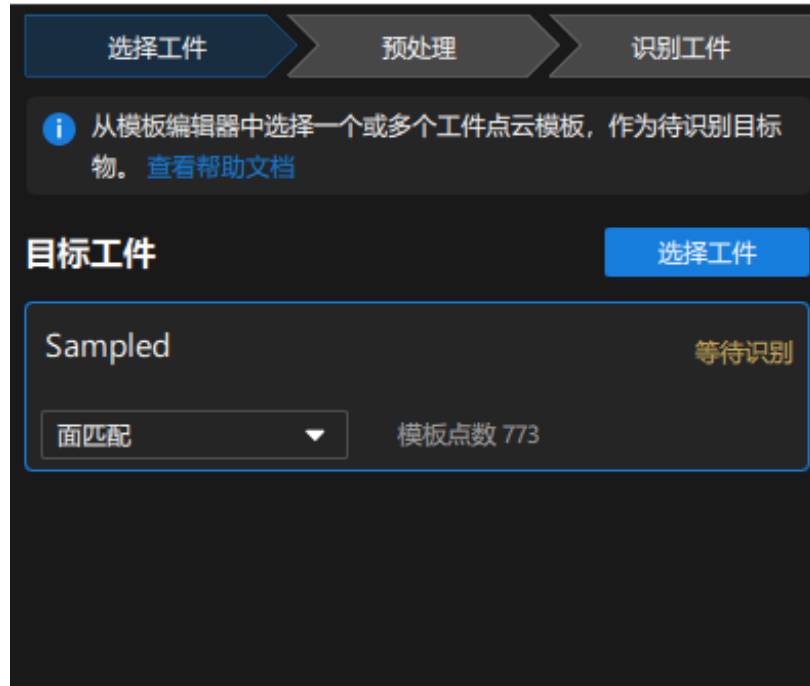 选择工件
预处理
识别工件
从模板编辑器中选择一个或多个工件点云模板，作为待识别目标
物。 查看帮助文档
目标工件
选择工件
Sampled
等待识别
面匹配
模板点数 773